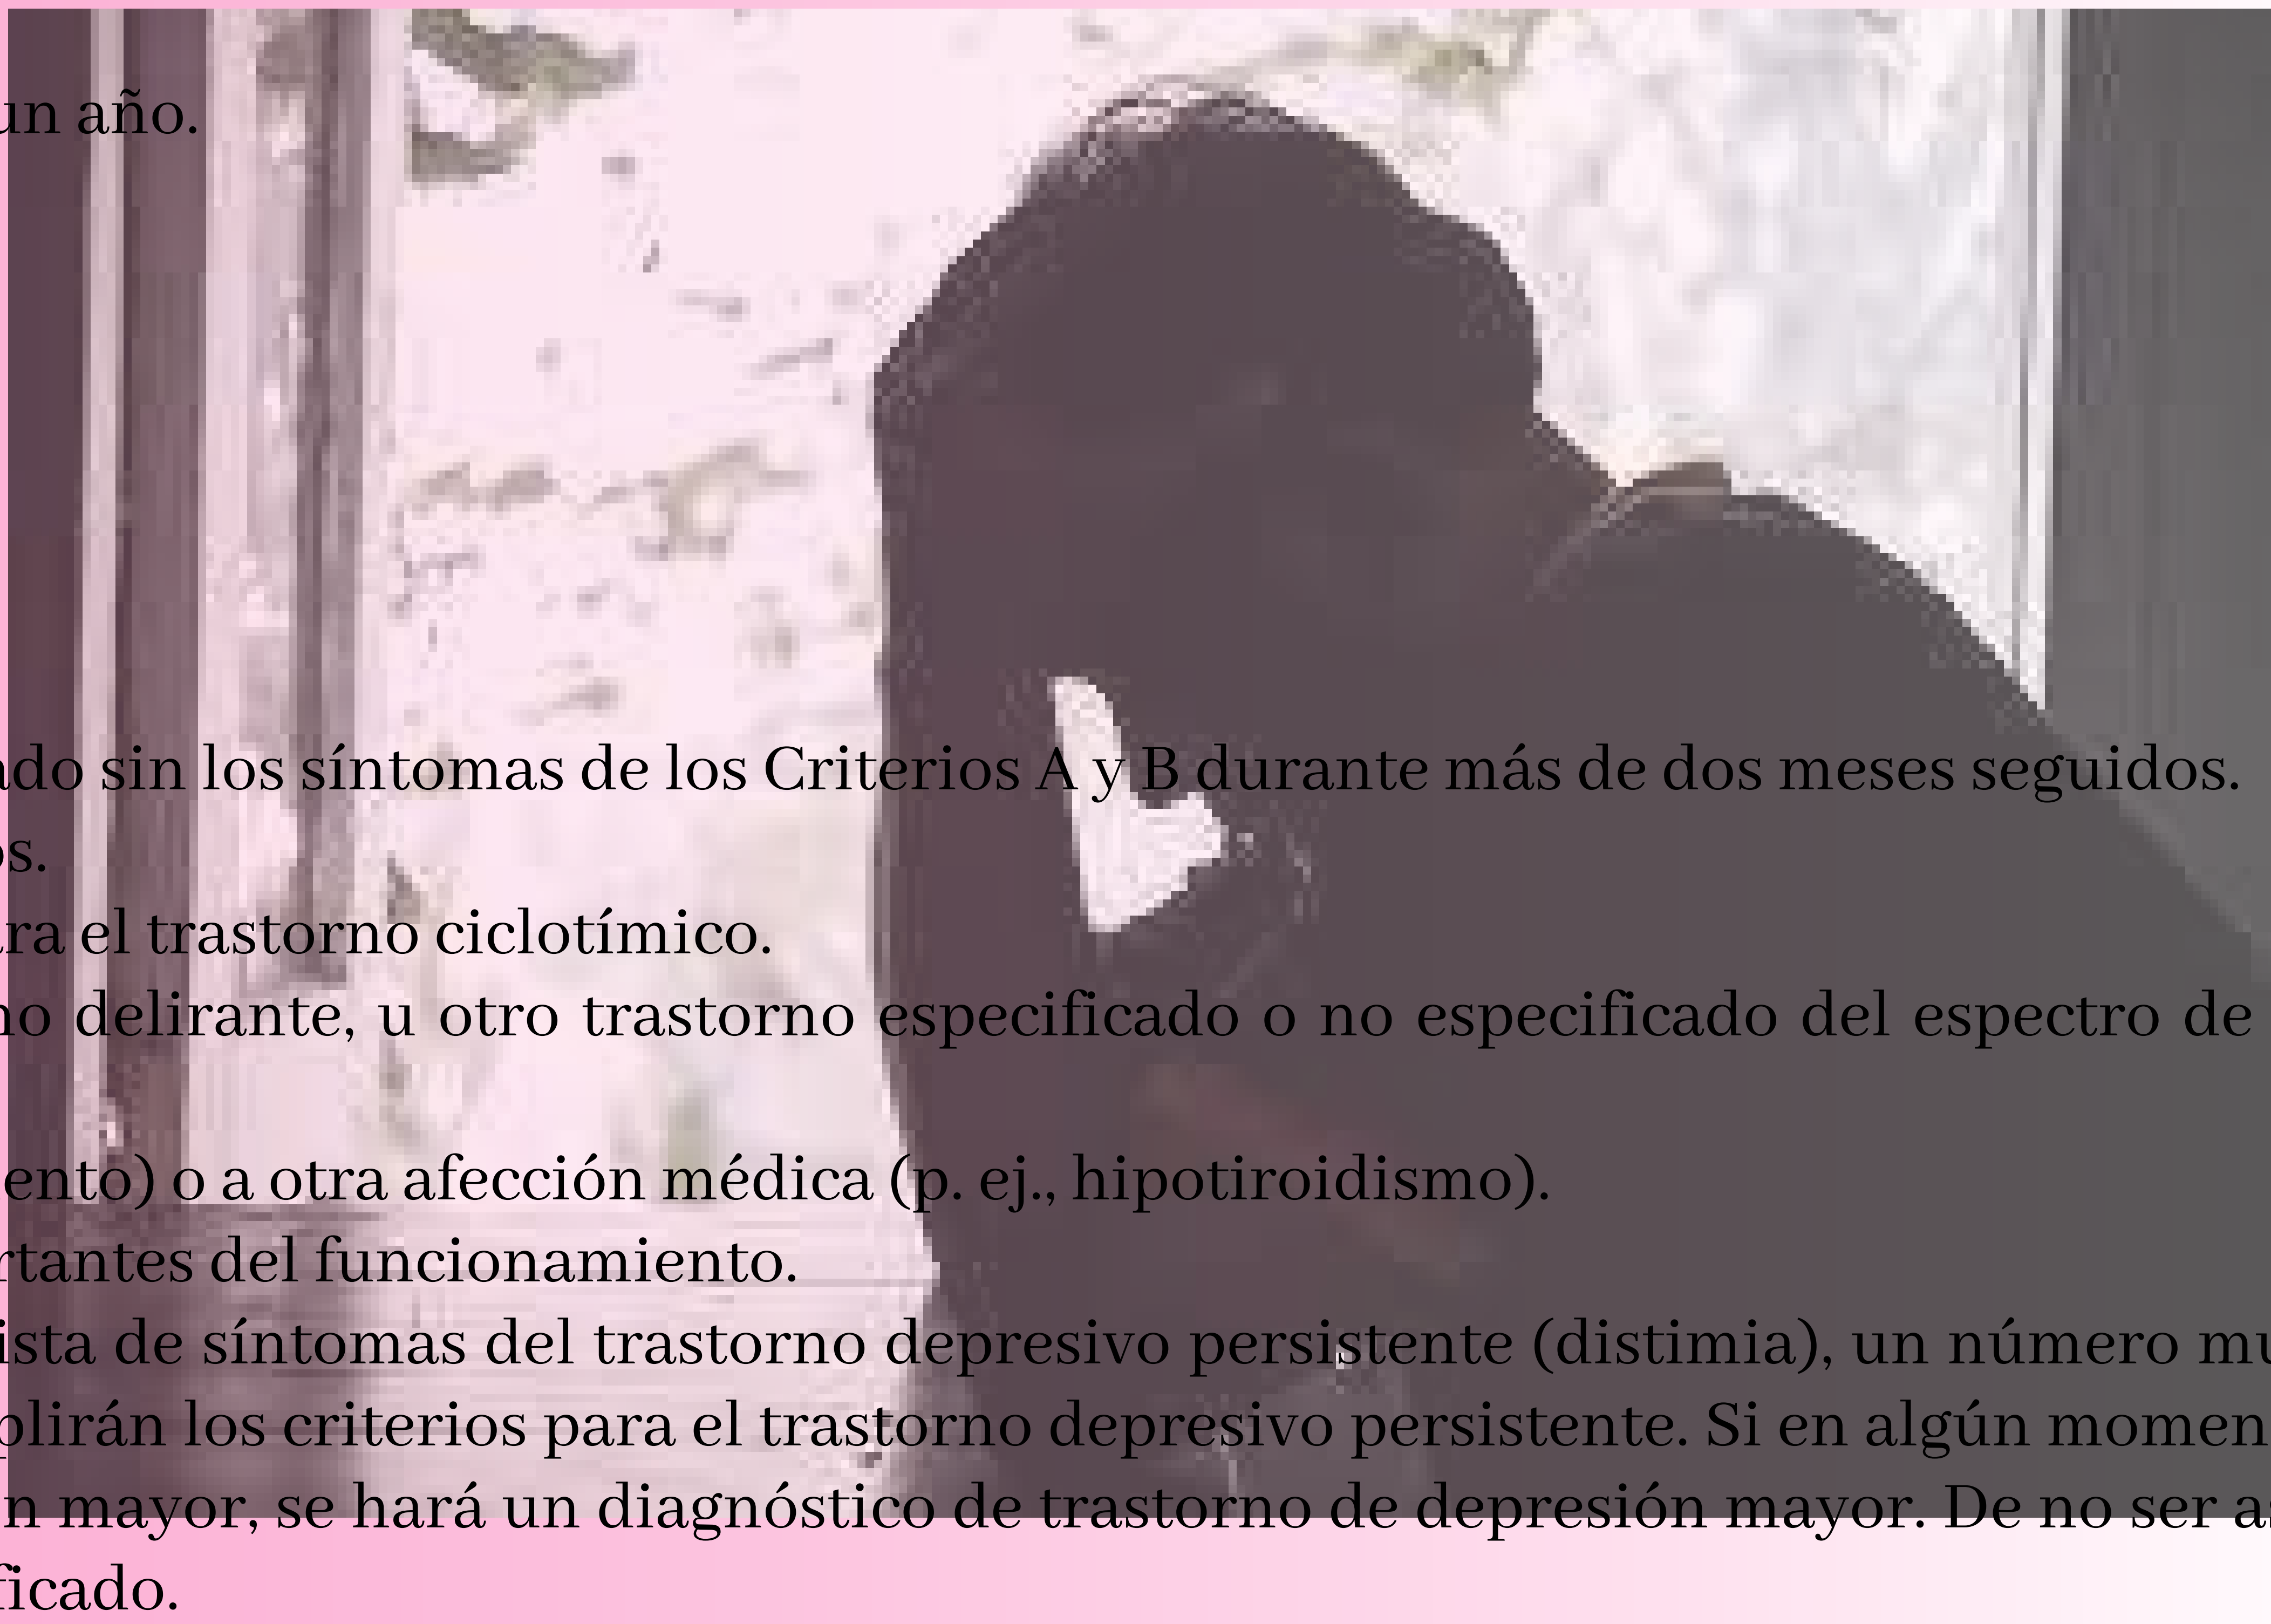 un año.
ado sin los síntomas de los Criterios A y B durante más de dos meses seguidos.
os.
ara el trastorno ciclotímico.
no delirante, u otro trastorno especificado o no especificado del espectro de
ento) o a otra afección médica (p. ej., hipotiroidismo).
rtantes del funcionamiento.
ista de síntomas del trastorno depresivo persistente (distimia), un número mu
plirán los criterios para el trastorno depresivo persistente. Si en algún momen
n mayor, se hará un diagnóstico de trastorno de depresión mayor. De no ser as
ficado.